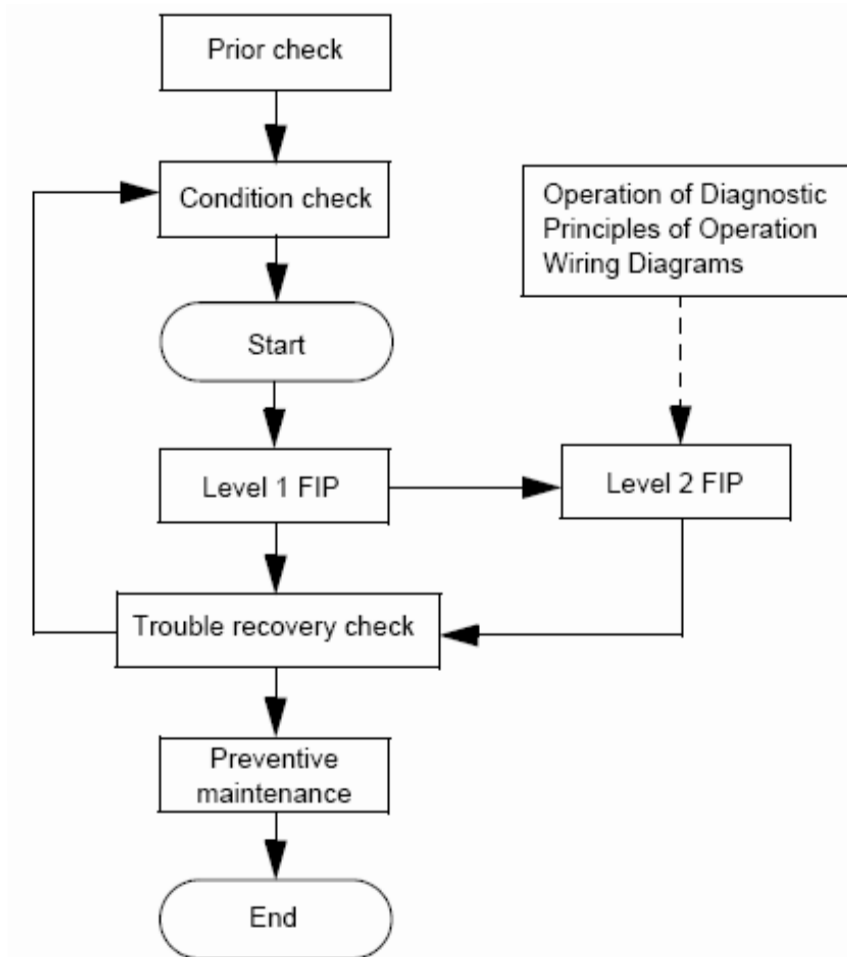 Prior check
Condition check
Operation of Diagnostic
Principles of Operation
Wiring Diagrams
Start
Level 1 FIP
Level 2 FIP
Trouble recovery check
Preventive
maintenance
End